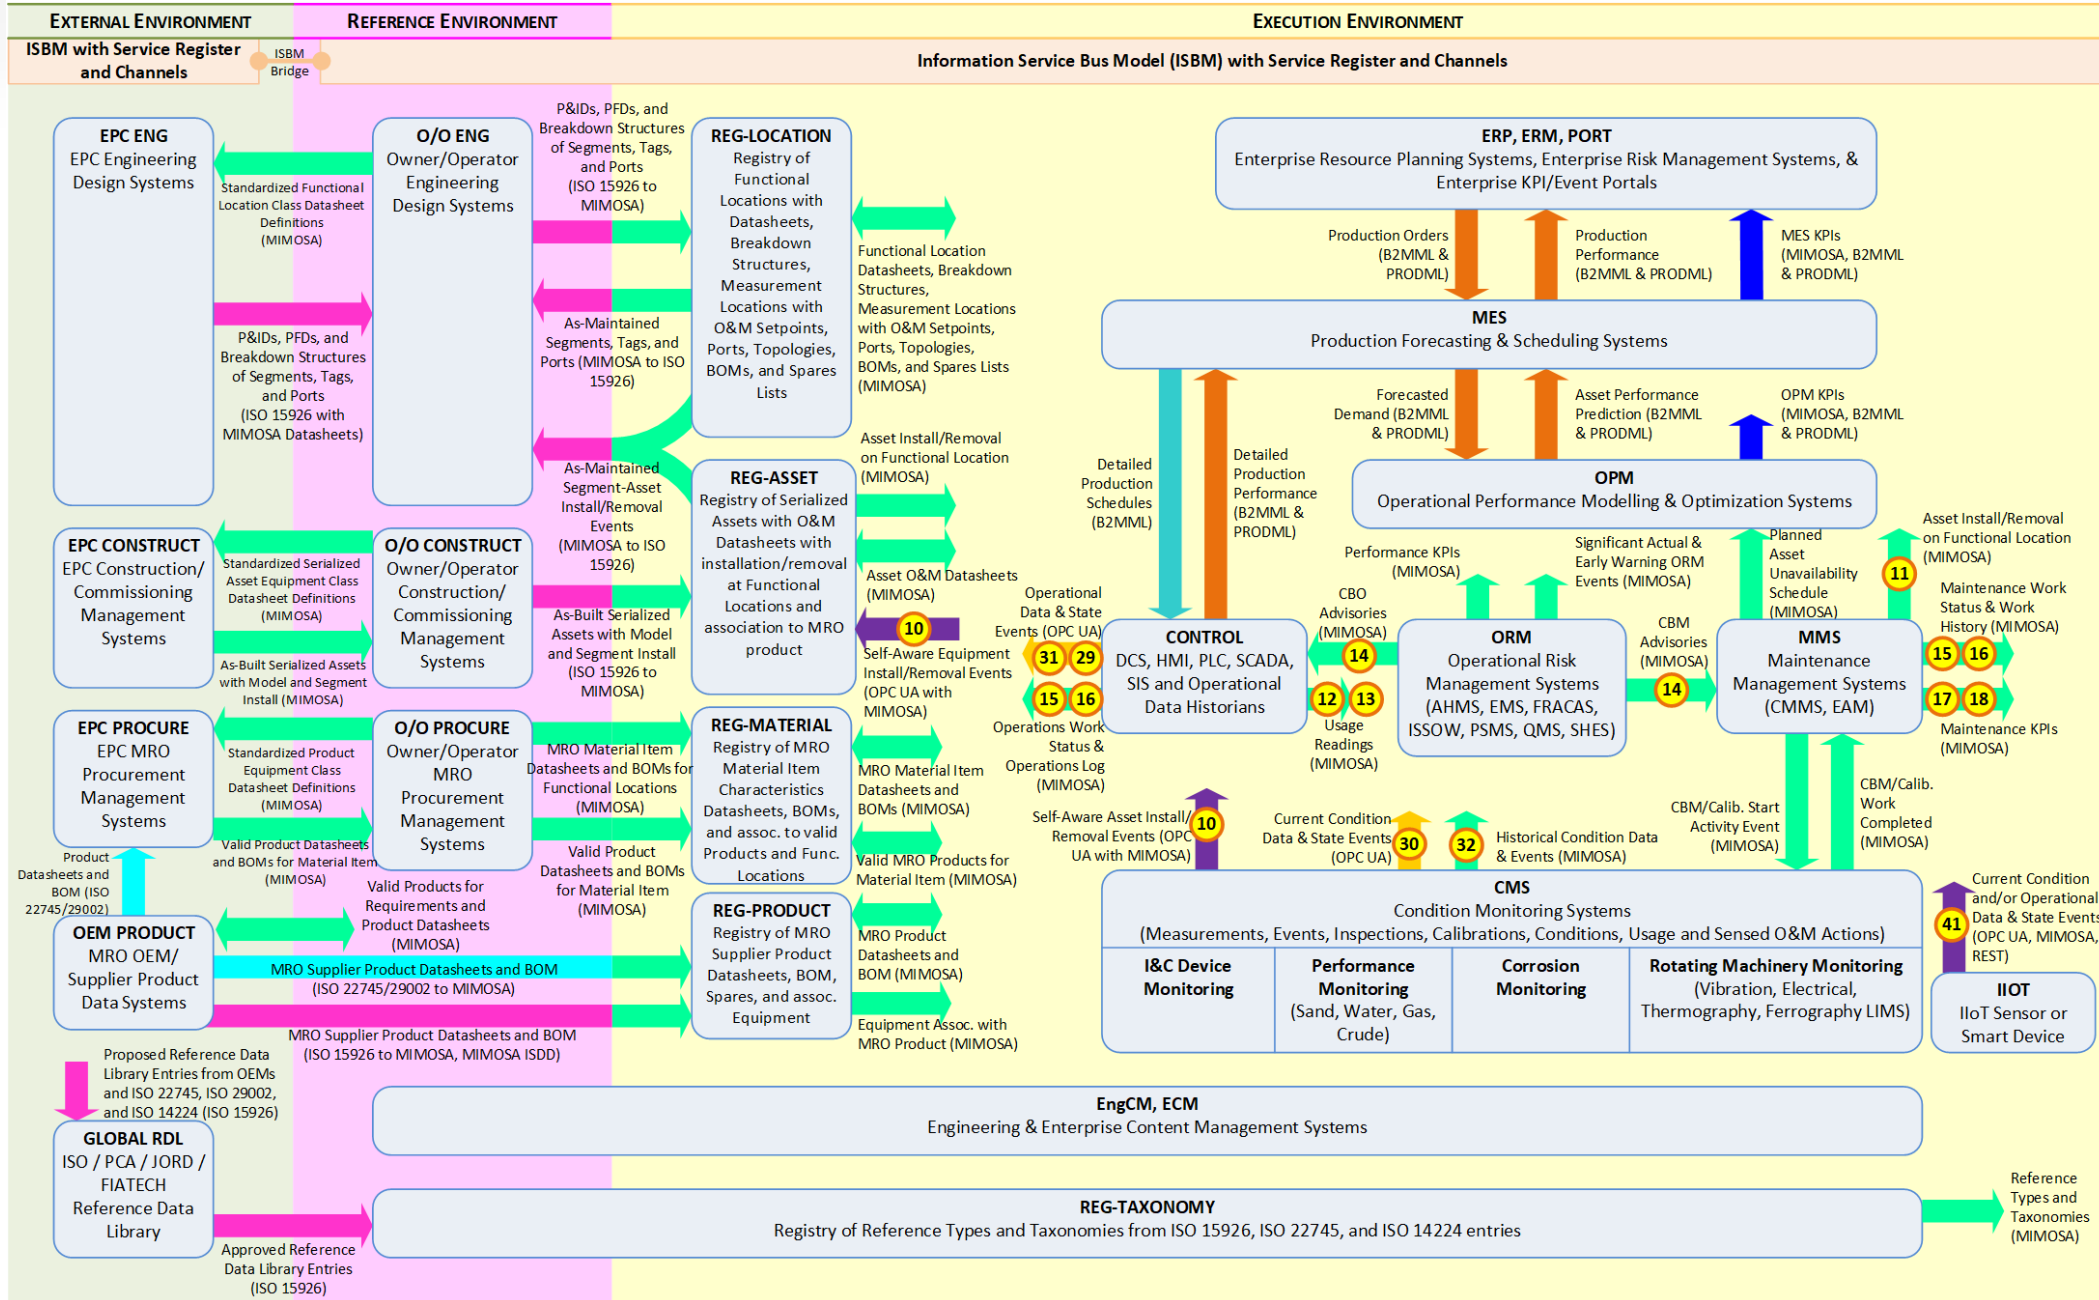 EXTERNAL ENVIRONMENT
REFERENCE ENVIRONMENT
EXECUTION ENVIRONMENT
ISBM with Service Register
and Channels
ISBM
Bridge
Information Service Bus Model (ISBM) with Service Register and Channels
EPC ENG
EPC Engineering
Design Systems
Standardized Functional
Location Class Datasheet
Definitions
(MIMOSA)
P&IDs, PFDs, and
Breakdown Structures
of Segments, Tags,
and Ports
(ISO 15926 with
MIMOSA Datasheets)
O/O ENG
Owner/Operator
Engineering
Design Systems
P&IDs, PFDs, and
Breakdown Structures
of Segments, Tags,
and Ports
(ISO 15926 to
MIMOSA)
As-Maintained
Segments, Tags, and
Ports (MIMOSA to ISO
15926)
As-Maintained
Segment-Asset
Install/Removal
Events
(MIMOSA to ISO
15926)
REG-LOCATION
Registry of
Functional
Locations with
Datasheets,
Breakdown
Structures,
Measurement
Locations with
O&M Setpoints,
Ports, Topologies,
BOMs, and Spares
Lists
Functional Location
Datasheets, Breakdown
Structures,
Measurement Locations
with O&M Setpoints,
Ports, Topologies,
BOMs, and Spares Lists
(MIMOSA)
EPC CONSTRUCT
EPC Construction/
Commissioning
Management
Systems
Standardized Serialized
Asset Equipment Class
Datasheet Definitions
(MIMOSA)
As-Built Serialized Assets
with Model and Segment
Install (MIMOSA)
O/O CONSTRUCT
Owner/Operator
Construction/
Commissioning
Management
Systems
As-Built Serialized
Assets with Model
and Segment Install
(ISO 15926 to
MIMOSA)
REG-ASSET
Registry of Serialized
Assets with O&M
Datasheets with
installation/removal
at Functional
Locations and
association to MRO
product
Asset Install/Removal
on Functional Location
(MIMOSA)
Asset O&M Datasheets
(MIMOSA)
10
Self-Aware Equipment
Install/Removal Events
(OPC UA with
MIMOSA)
EPC PROCURE
EPC MRO
Procurement
Management
Systems
Standardized Product
Equipment Class
Datasheet Definitions
(MIMOSA)
Valid Product Datasheets
and BOMs for Material Item
(MIMOSA)
O/O PROCURE
Owner/Operator
MRO
Procurement
Management
Systems
MRO Material Item
Datasheets and BOMs for
Functional Locations
(MIMOSA)
Valid Product
Datasheets and BOMs
for Material Item
(MIMOSA)
REG-MATERIAL
Registry of MRO
Material Item
Characteristics
Datasheets, BOMs,
and assoc. to valid
Products and Func.
Locations
MRO Material Item
Datasheets and
BOMs (MIMOSA)
Valid MRO Products for
Material Item (MIMOSA)
Product
Datasheets and
BOM (ISO
22745/29002)
OEM PRODUCT
MRO OEM/
Supplier Product
Data Systems
Valid Products for
Requirements and
Product Datasheets
(MIMOSA)
MRO Supplier Product Datasheets and BOM
(ISO 22745/29002 to MIMOSA)
MRO Supplier Product Datasheets and BOM
(ISO 15926 to MIMOSA, MIMOSA ISDD)
REG-PRODUCT
Registry of MRO
Supplier Product
Datasheets, BOM,
Spares, and assoc.
Equipment
MRO Product
Datasheets and
BOM (MIMOSA)
Equipment Assoc. with
MRO Product (MIMOSA)
Proposed Reference Data
Library Entries from OEMs
and ISO 22745, ISO 29002,
and ISO 14224 (ISO 15926)
GLOBAL RDL
ISO / PCA / JORD /
FIATECH
Reference Data
Library
Approved Reference
Data Library Entries
(ISO 15926)
ERP, ERM, PORT
Enterprise Resource Planning Systems, Enterprise Risk Management Systems, &
Enterprise KPI/Event Portals
Production Orders
(B2MML &
PRODML)
Production
Performance
(B2MML & PRODML)
MES KPIs
(MIMOSA, B2MML
& PRODML)
MES
Production Forecasting & Scheduling Systems
Forecasted
Demand (B2MML
& PRODML)
Asset Performance
Prediction (B2MML
& PRODML)
OPM KPIs
(MIMOSA, B2MML
& PRODML)
Detailed
Production
Schedules
(B2MML)
Detailed
Production
Performance
(B2MML &
PRODML)
OPM
Operational Performance Modelling & Optimization Systems
Performance KPIs
(MIMOSA)
Significant Actual &
Early Warning ORM
Events (MIMOSA)
Planned
Asset
Unavailability
Schedule
(MIMOSA)
Asset Install/Removal
on Functional Location
(MIMOSA)
11
Maintenance Work
Status & Work
History (MIMOSA)
Operational
Data & State
Events (OPC UA)
31 29
15 16
Operations Work
Status &
Operations Log
(MIMOSA)
CONTROL
DCS, HMI, PLC, SCADA,
SIS and Operational
Data Historians
CBO
Advisories
(MIMOSA)
14
12 13
Usage
Readings
(MIMOSA)
ORM
Operational Risk
Management Systems
(AHMS, EMS, FRACAS,
ISSOW, PSMS, QMS, SHES)
CBM
Advisories
(MIMOSA)
14
MMS
Maintenance
Management Systems
(CMMS, EAM)
15 16
17 18
Maintenance KPIs
(MIMOSA)
Self-Aware Asset Install/
Removal Events (OPC
UA with MIMOSA)
10
Current Condition
Data & State Events
(OPC UA)
30
32
Historical Condition Data
& Events (MIMOSA)
CBM/Calib. Start
Activity Event
(MIMOSA)
CBM/Calib.
Work
Completed
(MIMOSA)
CMS
Condition Monitoring Systems
(Measurements, Events, Inspections, Calibrations, Conditions, Usage and Sensed O&M Actions)
I&C Device
Monitoring
Performance
Monitoring
(Sand, Water, Gas,
Crude)
Corrosion
Monitoring
Rotating Machinery Monitoring
(Vibration, Electrical,
Thermography, Ferrography LIMS)
Current Condition
and/or Operational
Data & State Events
(OPC UA, MIMOSA,
REST)
41
IIOT
IIoT Sensor or
Smart Device
EngCM, ECM
Engineering & Enterprise Content Management Systems
REG-TAXONOMY
Registry of Reference Types and Taxonomies from ISO 15926, ISO 22745, and ISO 14224 entries
Reference
Types and
Taxonomies
(MIMOSA)